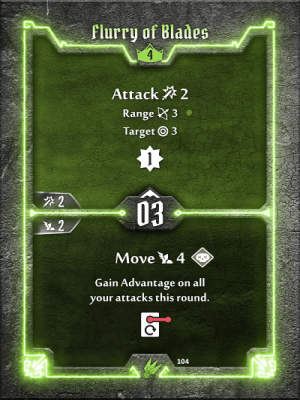 Flurry of Blades
4
Attack 2
Range 3
Target 3
1
2
03
2
Move 4
Gain Advantage on all
your attacks this round.
104